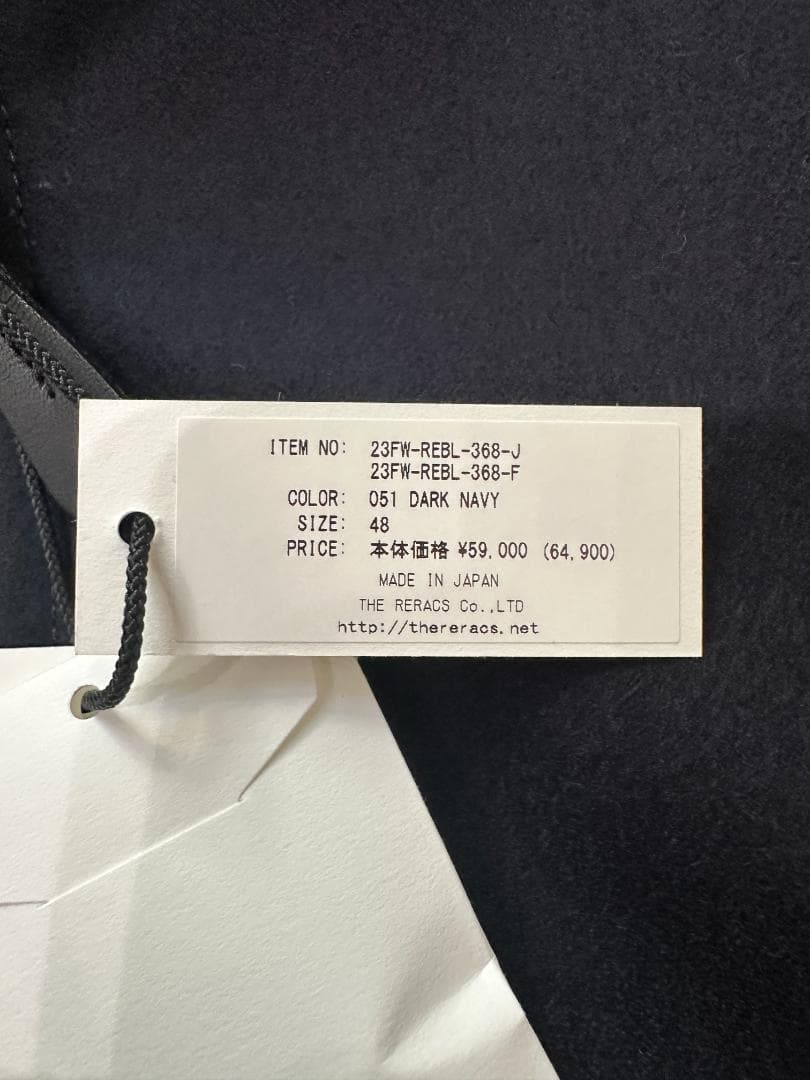 ITEM NO: 23FW-REBL-368-J
23FW-REBL-368-F
COLOR: 051 DARK NAVY
SIZE: 48
PRICE: 本体価格 ¥59,000 (64,900)
MADE IN JAPAN
THE RERACS Co.,LTD
http://thereracs.net